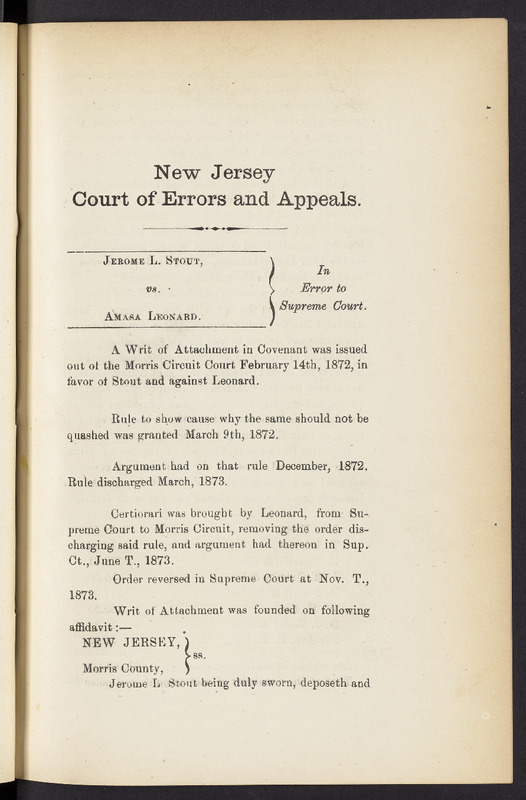 New Jersey
Court of Errors and Appeals.
JEROME L. STOUT,
vs.
AMASA LEONARD.
In
Error to
Supreme Court.
A Writ of Attachment in Covenant was issued
out of the Morris Circuit Court February 14th, 1872, in
favor of Stout and against Leonard.
Rule to show cause why the same should not be
quashed was granted March 9th, 1872.
Argument had on that rule December, 1872.
Rule discharged March, 1873.
Certiorari was brought by Leonard, from Su-
preme Court to Morris Circuit, removing the order dis-
charging said rule, and argument had thereon in Sup.
Ct., June T., 1873.
Order reversed in Supreme Court at Nov. T.,
1873.
Writ of Attachment was founded on following
affidavit :—
NEW JERSEY,
ss.
Morris County,
Jerome L Stout being duly sworn, deposeth and